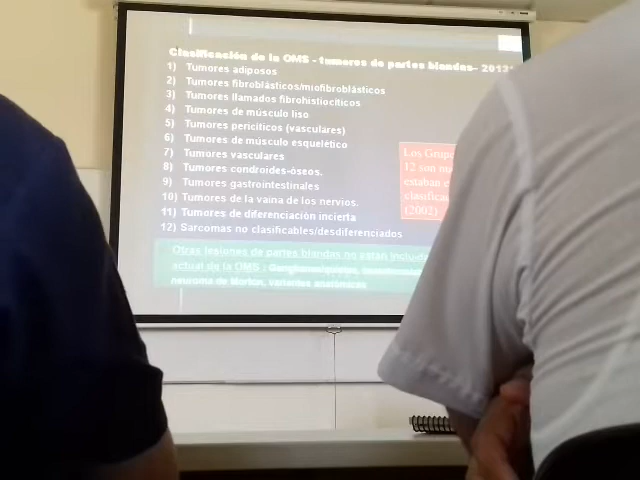 Clasificación de la OMS - Tumores de partes blandas- 2013
1) Tumores adiposos
2) Tumores fibroblásticos/miofibroblásticos
3) Tumores llamados fibrohistiocíticos
4) Tumores de músculo liso
5) Tumores pericíticos (vasculares)
6) Tumores de músculo esquelético
7) Tumores vasculares
8) Tumores condroides-óseos.
9) Tumores gastrointestinales
10) Tumores de la vaina de los nervios.
11) Tumores de diferenciación incierta
12) Sarcomas no clasificables/desdiferenciados
Los Grup
12 son
estaban
clasifica
(2002)
Otras lesiones de partes blandas no están incluid
actual de la OMS :
neuroma de Morton, variantes anatómicas